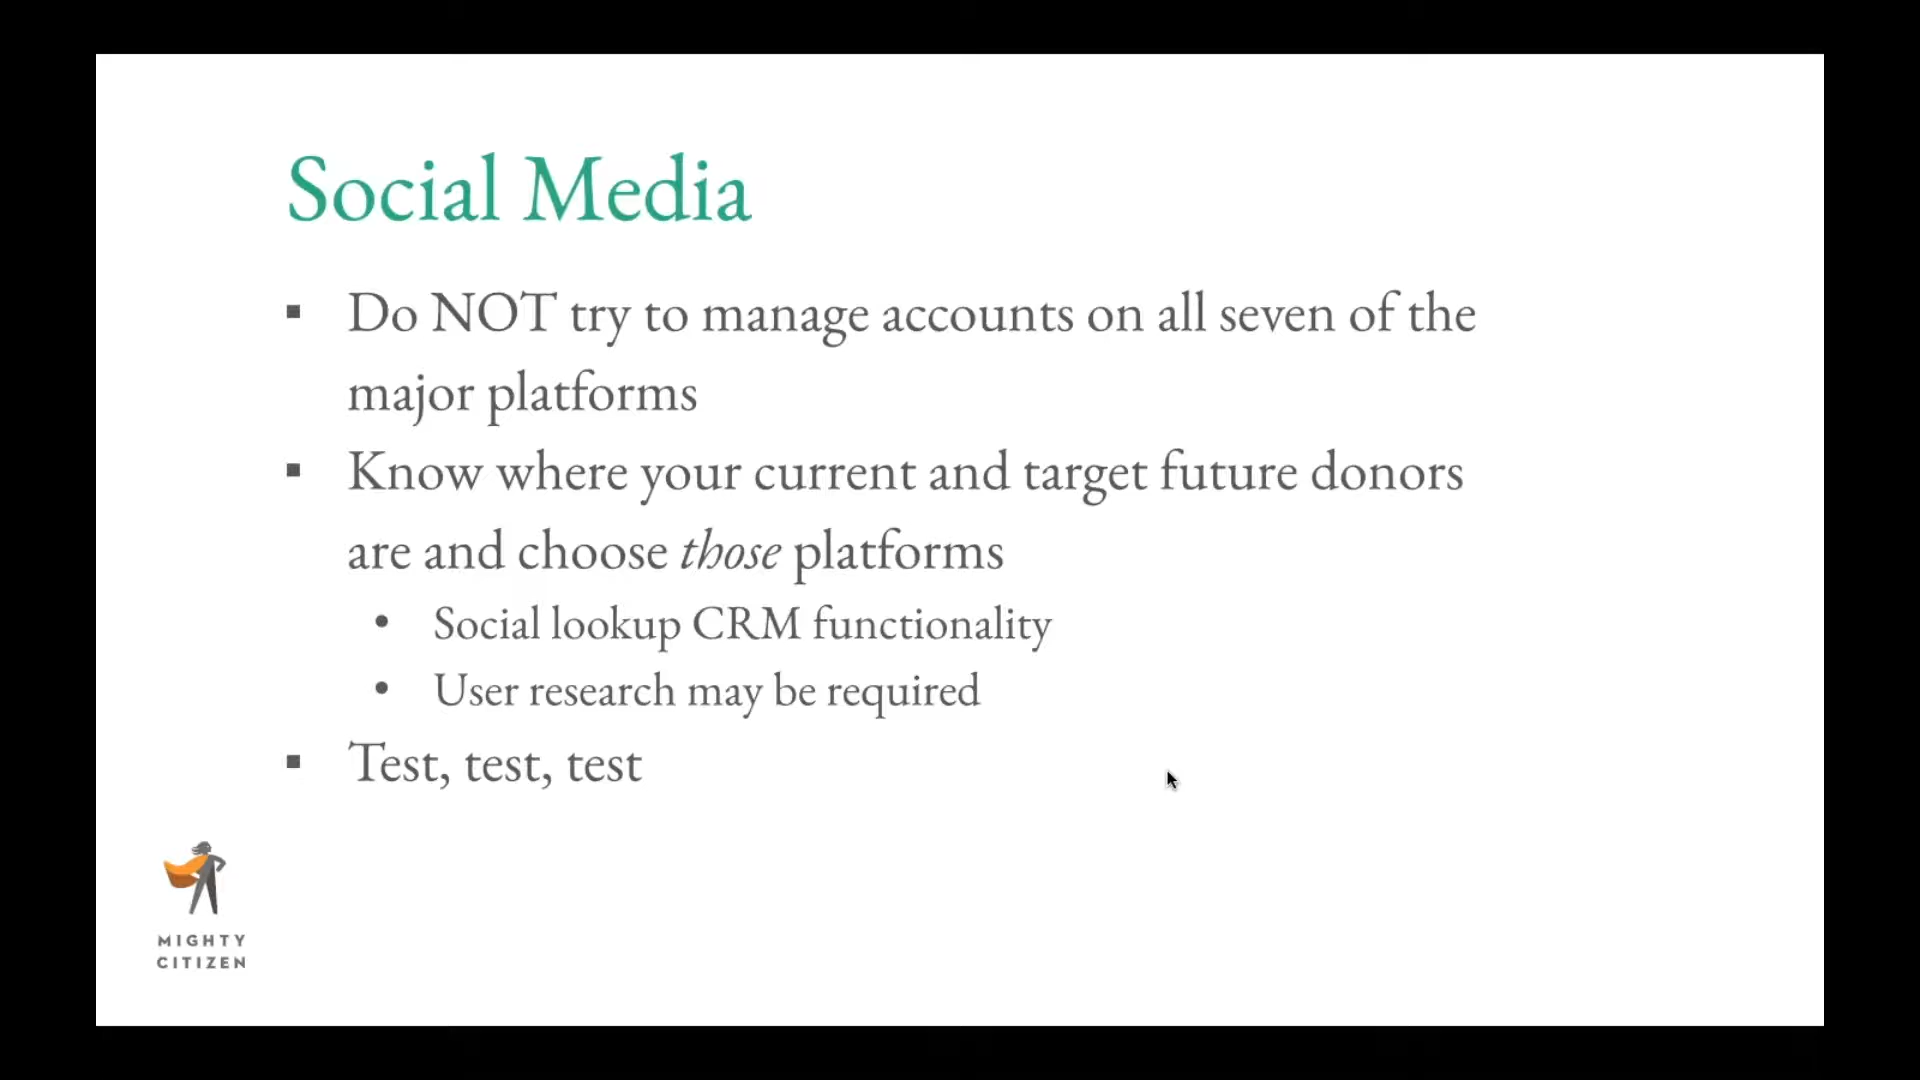 Social Media
▪ Do NOT try to manage accounts on all seven of the
major platforms
▪ Know where your current and target future donors
are and choose those platforms
• Social lookup CRM functionality
• User research may be required
▪ Test, test, test
MIGHTY
CITIZEN